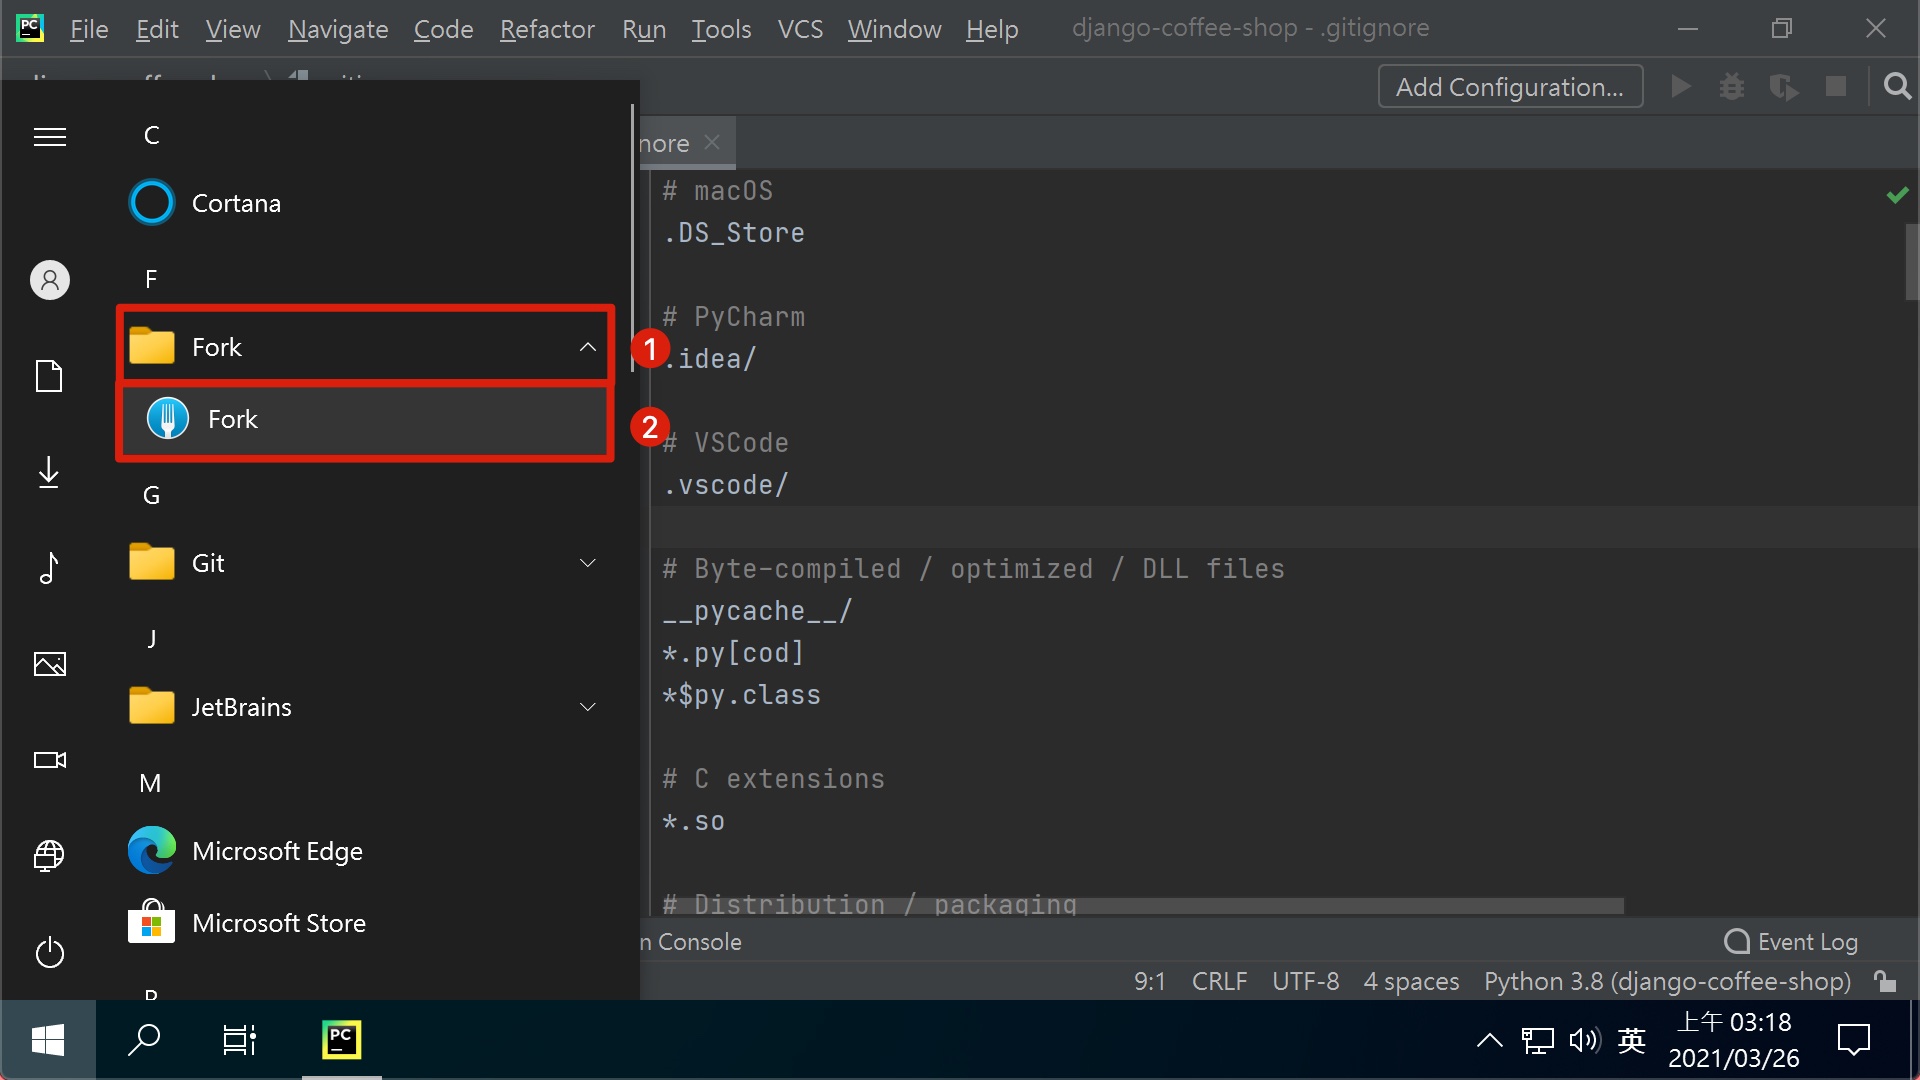 File Edit View Navigate Code Refactor Run Tools VCS Window Help django-coffee-shop - .gitignore
Add Configuration...
nore
C
Cortana
F
Fork
1
Fork
2
G
Git
J
JetBrains
M
Microsoft Edge
Microsoft Store
# macOS
.DS_Store
# PyCharm
.idea/
# VSCode
.vscode/
# Byte-compiled / optimized / DLL files
__pycache__/
*.py[cod]
*$py.class
# C extensions
*.so
# Distribution / packaging
n Console
Event Log
9:1 CRLF UTF-8 4 spaces Python 3.8 (django-coffee-shop)
PC
英
上午 03:18
2021/03/26